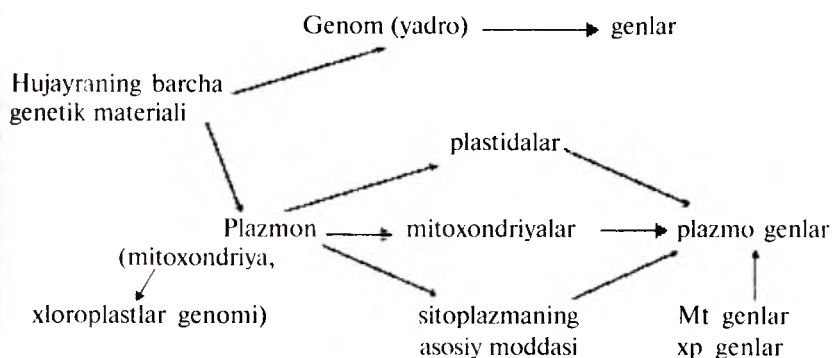 Genom (yadro) genlar
Hujayraning barcha
genetik materiali
plastidalar
Plazmon mitoxondriyalar plazmo genlar
(mitoxondriya,
xloroplastlar genomi) sitoplazmaning Mt genlar
asosiy moddasi xp genlar